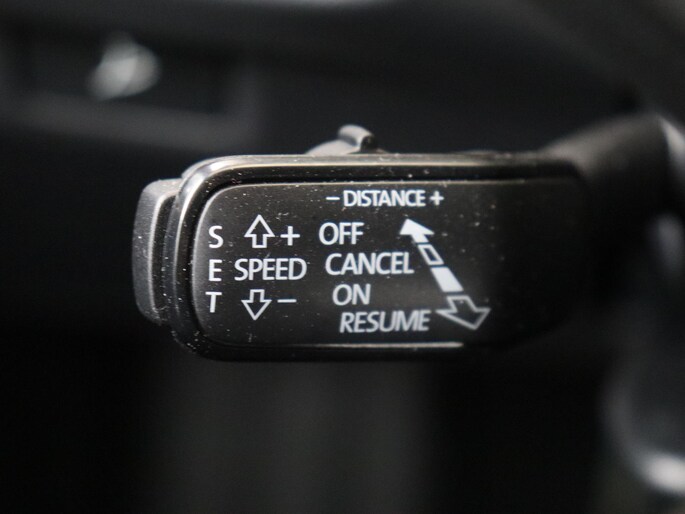 - DISTANCE +
S + OFF
E SPEED CANCEL
T - ON
RESUME